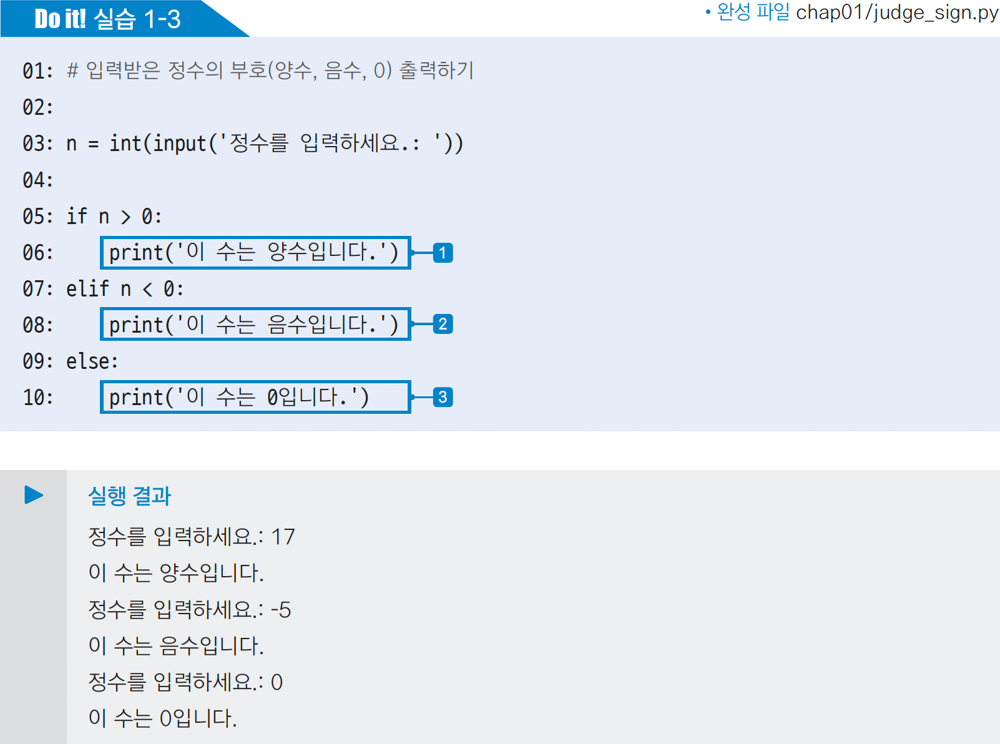 Do it! 실습 1-3
• 완성 파일 chap01/judge_sign.py
01: # 입력받은 정수의 부호(양수, 음수, 0) 출력하기
02:
03: n = int(input('정수를 입력하세요.: '))
04:
05: if n > 0:
06:     print('이 수는 양수입니다.') 1
07: elif n < 0:
08:     print('이 수는 음수입니다.') 2
09: else:
10:     print('이 수는 0입니다.') 3
실행 결과
정수를 입력하세요.: 17
이 수는 양수입니다.
정수를 입력하세요.: -5
이 수는 음수입니다.
정수를 입력하세요.: 0
이 수는 0입니다.